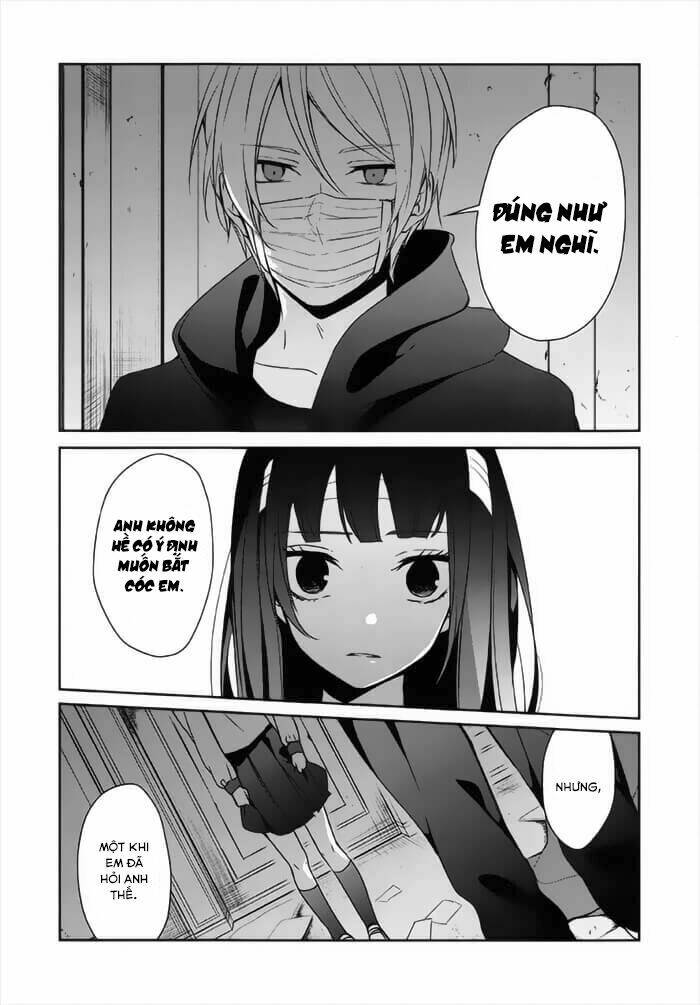 ĐÚNG NHƯ
EM NGHĨ.
ANH KHÔNG
HỀ CÓ Ý ĐỊNH
MUỐN BẮT
CÓC EM.
NHƯNG,
MỘT KHI
EM ĐÃ
HỎI ANH
THẾ.